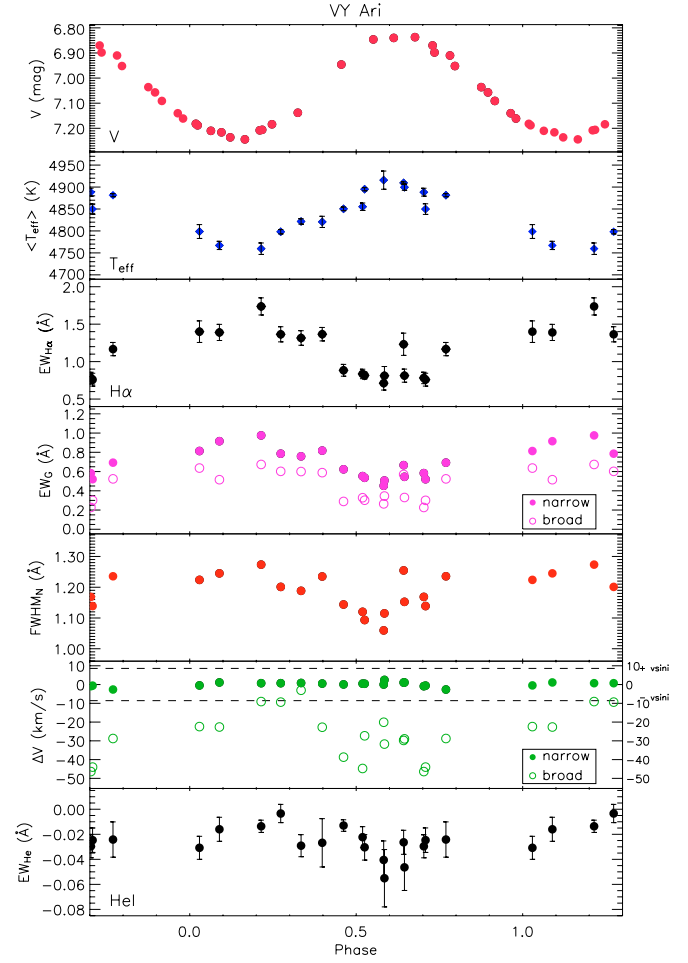 VY Ari
6.80
6.90
7.00
7.10
7.20
V (mag)
V
4950
4900
4850
4800
4750
4700
<Teff> (K)
Teff
2.0
1.5
1.0
0.5
EWHα (Å)
Hα
1.2
1.0
0.8
0.6
0.4
0.2
0.0
EWG (Å)
narrow
broad
1.30
1.20
1.10
1.00
FWHMN (Å)
10
0
-10
-20
-30
-40
-50
ΔV (km/s)
10+ vsini
0
-10- vsini
-20
-30
-40
-50
narrow
broad
0.00
-0.02
-0.04
-0.06
-0.08
EWHe (Å)
HeI
0.0 0.5 1.0
Phase